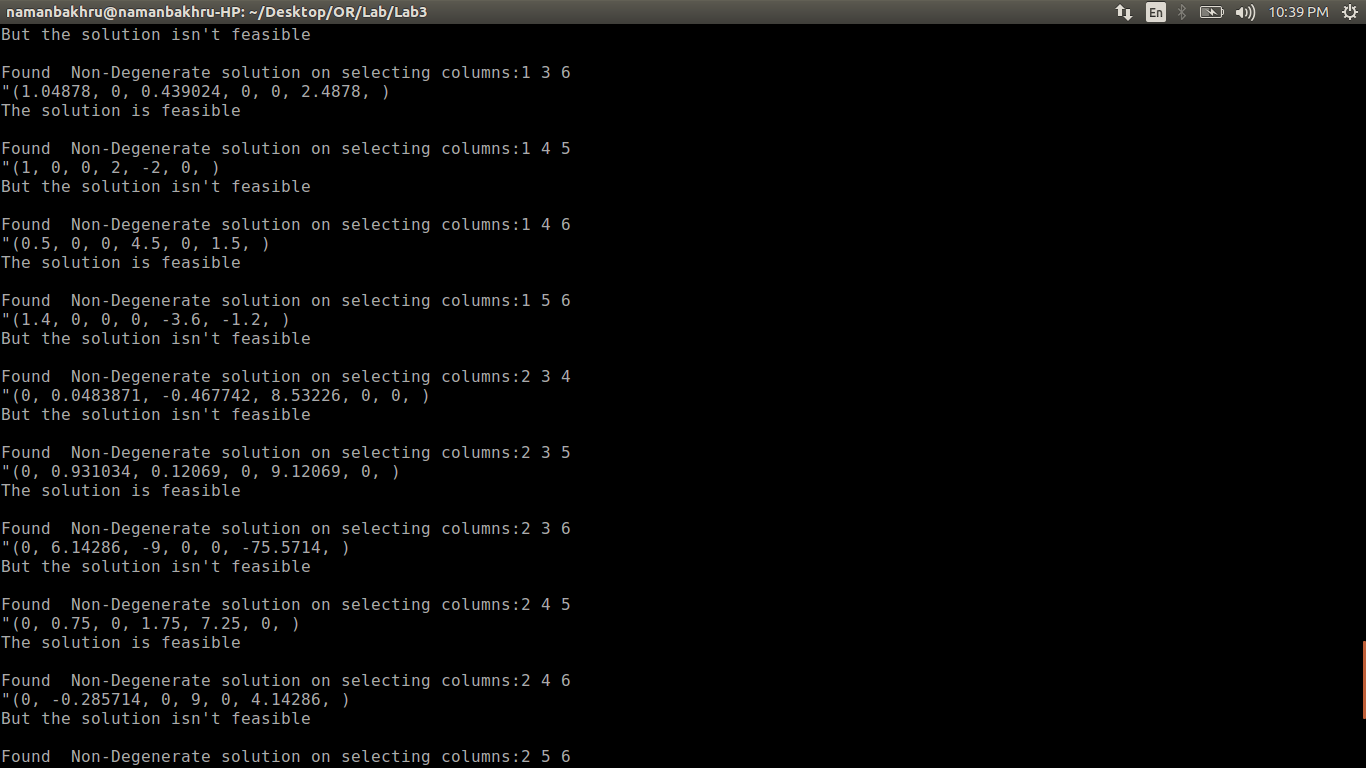 namanbakhru@namanbakhru-HP: ~/Desktop/OR/Lab/Lab3 En 10:39 PM
But the solution isn't feasible
Found  Non-Degenerate solution on selecting columns:1 3 6
"(1.04878, 0, 0.439024, 0, 0, 2.4878, )
The solution is feasible
Found  Non-Degenerate solution on selecting columns:1 4 5
"(1, 0, 0, 2, -2, 0, )
But the solution isn't feasible
Found  Non-Degenerate solution on selecting columns:1 4 6
"(0.5, 0, 0, 4.5, 0, 1.5, )
The solution is feasible
Found  Non-Degenerate solution on selecting columns:1 5 6
"(1.4, 0, 0, 0, -3.6, -1.2, )
But the solution isn't feasible
Found  Non-Degenerate solution on selecting columns:2 3 4
"(0, 0.0483871, -0.467742, 8.53226, 0, 0, )
But the solution isn't feasible
Found  Non-Degenerate solution on selecting columns:2 3 5
"(0, 0.931034, 0.12069, 0, 9.12069, 0, )
The solution is feasible
Found  Non-Degenerate solution on selecting columns:2 3 6
"(0, 6.14286, -9, 0, 0, -75.5714, )
But the solution isn't feasible
Found  Non-Degenerate solution on selecting columns:2 4 5
"(0, 0.75, 0, 1.75, 7.25, 0, )
The solution is feasible
Found  Non-Degenerate solution on selecting columns:2 4 6
"(0, -0.285714, 0, 9, 0, 4.14286, )
But the solution isn't feasible
Found  Non-Degenerate solution on selecting columns:2 5 6